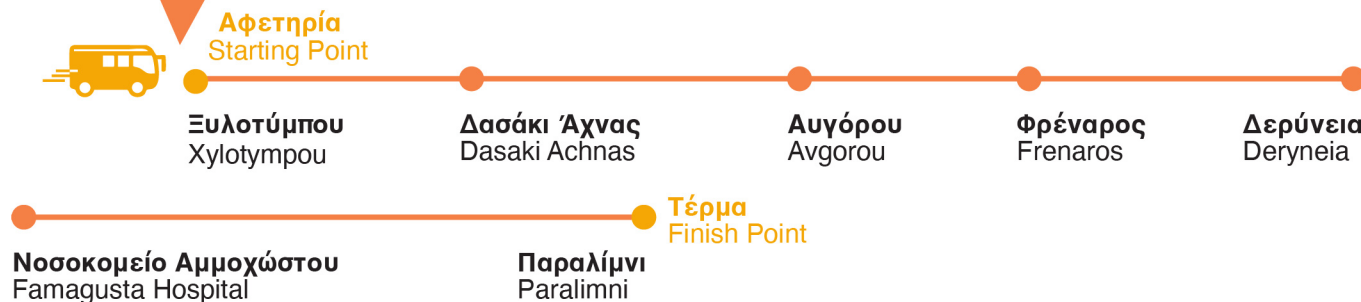 Αφετηρία
Starting Point
Ξυλοτύμπου
Xylotympou
Δασάκι Άχνας
Dasaki Achnas
Αυγόρου
Avgorou
Φρέναρος
Frenaros
Δερύνεια
Deryneia
Τέρμα
Finish Point
Νοσοκομείο Αμμοχώστου
Famagusta Hospital
Παραλίμνι
Paralimni